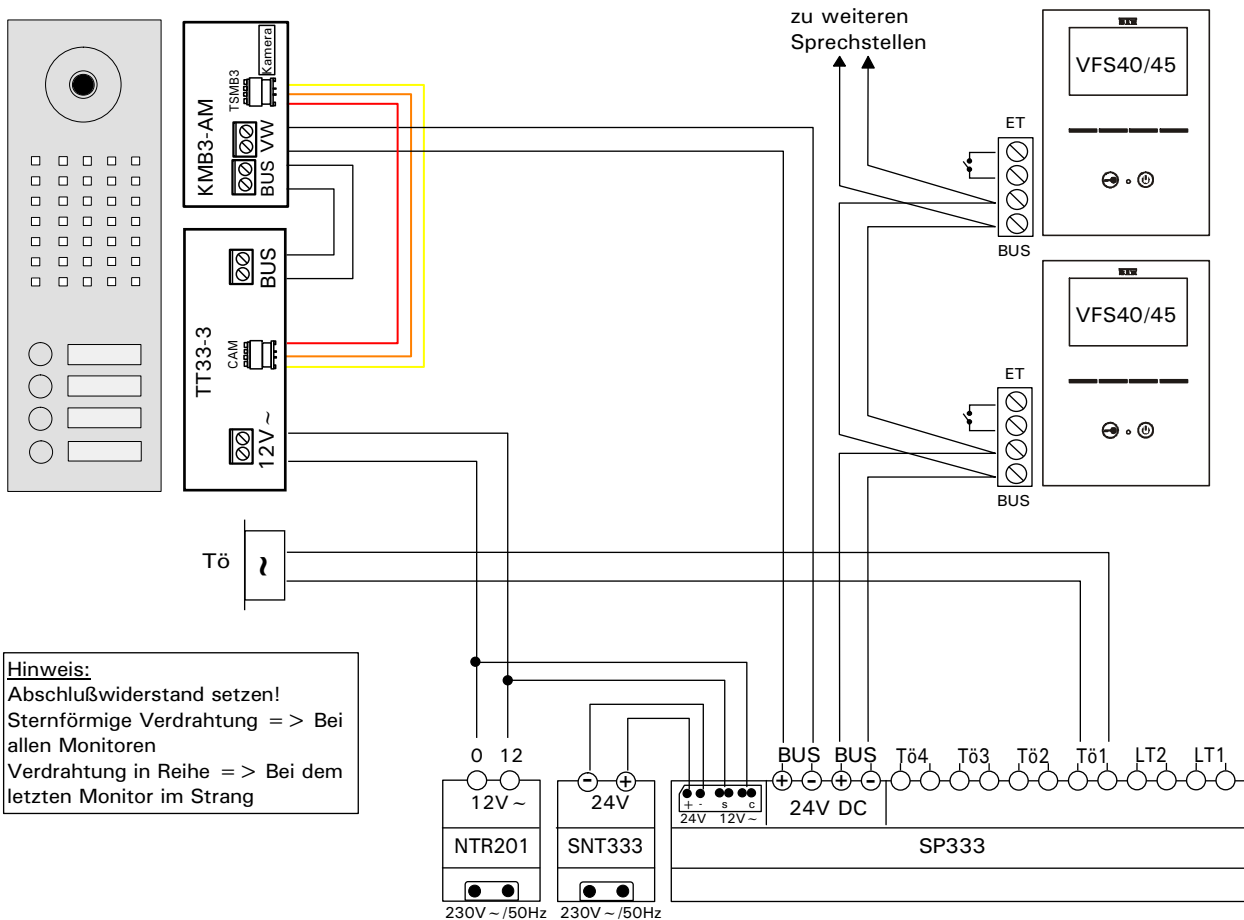 zu weiteren
Sprechstellen
STR
VFS40/45
ET
BUS
STR
VFS40/45
ET
BUS
Kamera
TSMB3
KMB3-AM
VW
BUS
BUS
TT33-3
CAM
12V~
Tö
~
Hinweis:
Abschlußwiderstand setzen!
Sternförmige Verdrahtung => Bei
allen Monitoren
Verdrahtung in Reihe => Bei dem
letzten Monitor im Strang
0 12
12V~
NTR201
230V~/50Hz
- +
24V
SNT333
230V~/50Hz
+ - s c
24V 12V~
BUS BUS Tö4 Tö3 Tö2 Tö1 LT2 LT1
+ - + -
24V DC
SP333